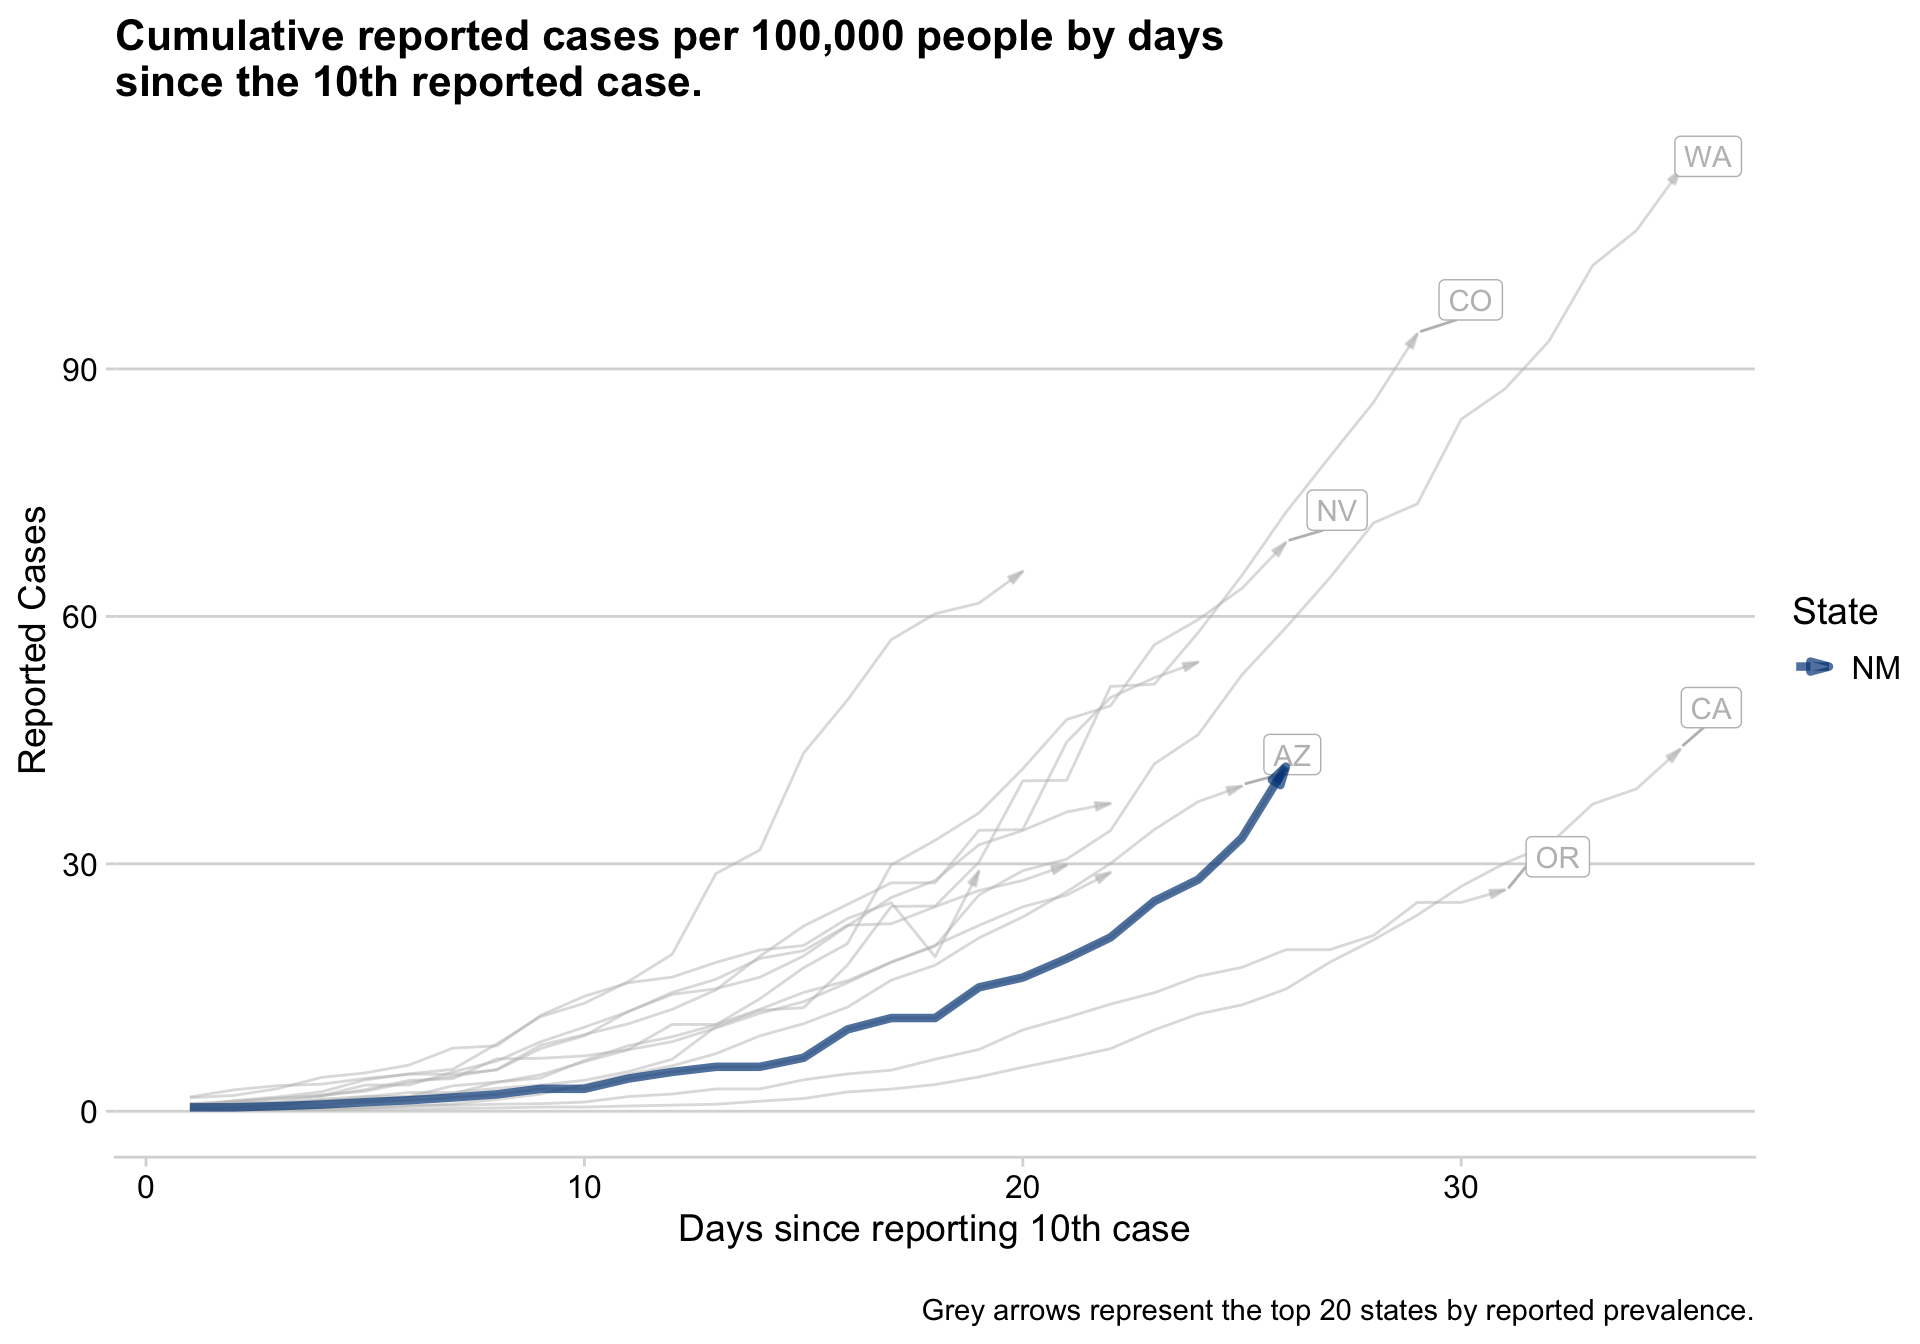 Cumulative reported cases per 100,000 people by days
since the 10th reported case.
WA
CO
90
NV
60
Reported Cases
State
NM
CA
AZ
30
OR
0
0 10 20 30
Days since reporting 10th case
Grey arrows represent the top 20 states by reported prevalence.